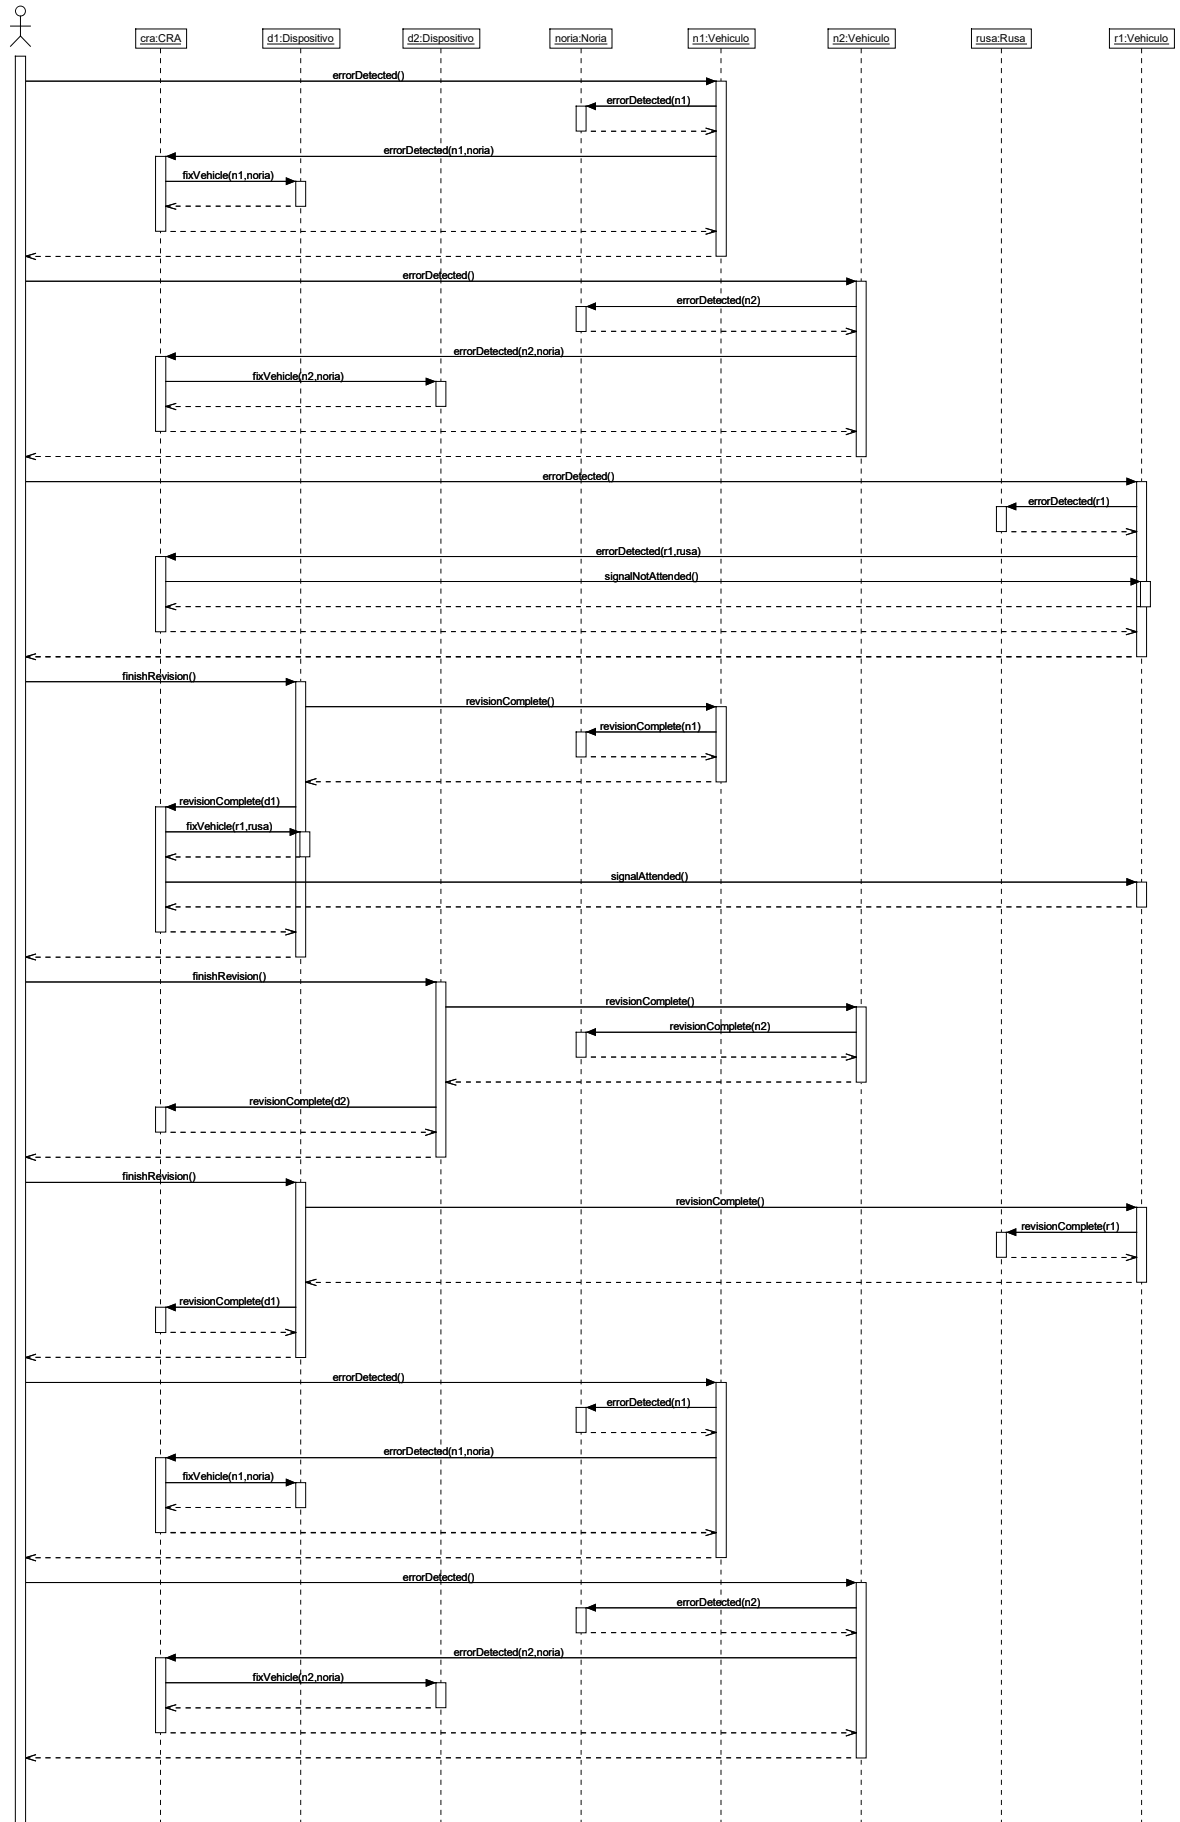 cra:CRA d1:Dispositivo d2:Dispositivo noria:Noria n1:Vehiculo n2:Vehiculo rusa:Rusa r1:Vehiculo
errorDetected()
errorDetected(n1)
errorDetected(n1,noria)
fixVehicle(n1,noria)
errorDetected()
errorDetected(n2)
errorDetected(n2,noria)
fixVehicle(n2,noria)
errorDetected()
errorDetected(r1)
errorDetected(r1,rusa)
signalNotAttended()
finishRevision()
revisionComplete()
revisionComplete(n1)
revisionComplete(d1)
fixVehicle(r1,rusa)
signalAttended()
finishRevision()
revisionComplete()
revisionComplete(n2)
revisionComplete(d2)
finishRevision()
revisionComplete()
revisionComplete(r1)
revisionComplete(d1)
errorDetected()
errorDetected(n1)
errorDetected(n1,noria)
fixVehicle(n1,noria)
errorDetected()
errorDetected(n2)
errorDetected(n2,noria)
fixVehicle(n2,noria)